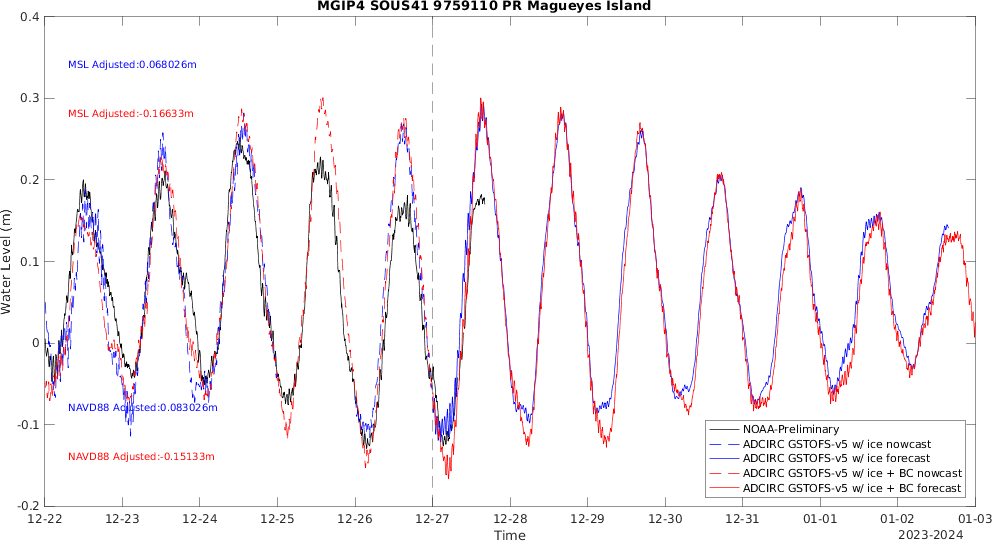 MGIP4 SOUS41 9759110 PR Magueyes Island
0.4
0.3
0.2
0.1
0
-0.1
-0.2
Water Level (m)
MSL Adjusted:0.068026m
MSL Adjusted:-0.16633m
NAVD88 Adjusted:0.083026m
NAVD88 Adjusted:-0.15133m
NOAA-Preliminary
ADCIRC GSTOFS-v5 w/ ice nowcast
ADCIRC GSTOFS-v5 w/ ice forecast
ADCIRC GSTOFS-v5 w/ ice + BC nowcast
ADCIRC GSTOFS-v5 w/ ice + BC forecast
12-22 12-23 12-24 12-25 12-26 12-27 12-28 12-29 12-30 12-31 01-01 01-02 01-03
Time
2023-2024